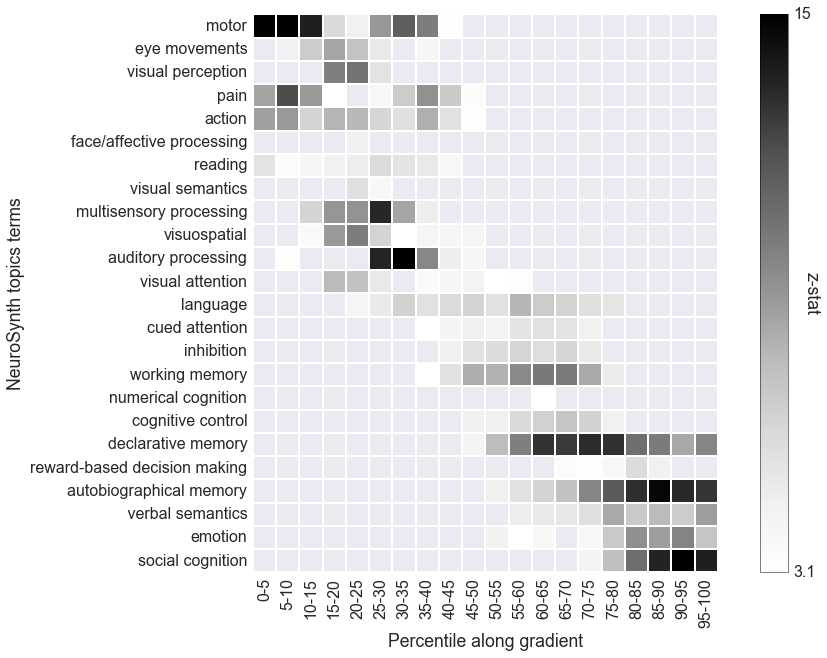 NeuroSynth topics terms
motor
eye movements
visual perception
pain
action
face/affective processing
reading
visual semantics
multisensory processing
visuospatial
auditory processing
visual attention
language
cued attention
inhibition
working memory
numerical cognition
cognitive control
declarative memory
reward-based decision making
autobiographical memory
verbal semantics
emotion
social cognition
0-5
5-10
10-15
15-20
20-25
25-30
30-35
35-40
40-45
45-50
50-55
55-60
60-65
65-70
70-75
75-80
80-85
85-90
90-95
95-100
Percentile along gradient
15
z-stat
3.1